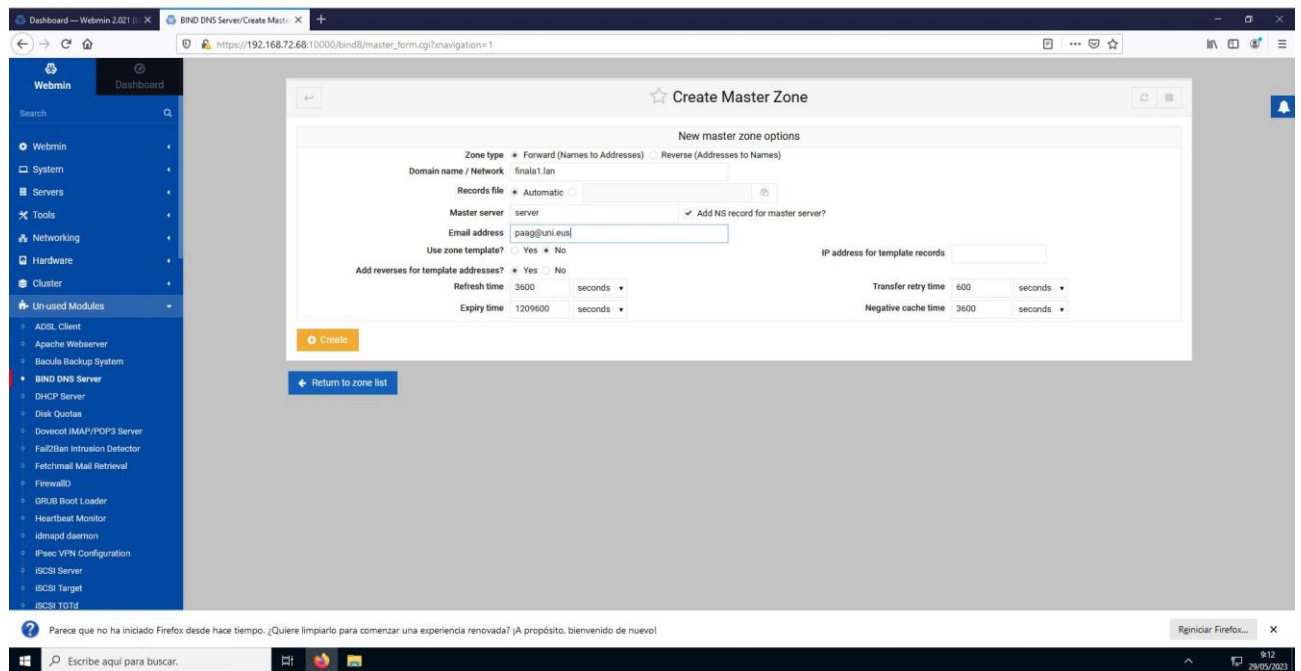 Dashboard — Webmin 2.021
BIND DNS Server/Create Maste
https://192.168.72.68:10000/bind8/master_form.cgi?xnavigation=1
Webmin
Dashboard
Search
Webmin
System
Servers
Tools
Networking
Hardware
Cluster
Un-used Modules
ADSL Client
Apache Webserver
Bacula Backup System
BIND DNS Server
DHCP Server
Disk Quotas
Dovecot IMAP/POP3 Server
Fail2Ban Intrusion Detector
Fetchmail Mail Retrieval
FirewallD
GRUB Boot Loader
Heartbeat Monitor
idmapd daemon
IPsec VPN Configuration
iSCSI Server
iSCSI Target
iSCSI TGTd
Create Master Zone
New master zone options
Zone type Forward (Names to Addresses) Reverse (Addresses to Names)
Domain name / Network finala1.lan
Records file Automatic
Master server server Add NS record for master server?
Email address paag@uni.eus
Use zone template? Yes No IP address for template records
Add reverses for template addresses? Yes No
Refresh time 3600 seconds Transfer retry time 600 seconds
Expiry time 1209600 seconds Negative cache time 3600 seconds
Create
Return to zone list
Parece que no ha iniciado Firefox desde hace tiempo. ¿Quiere limpiarlo para comenzar una experiencia renovada? ¡A propósito, bienvenido de nuevo!
Reiniciar Firefox...
Escribe aquí para buscar.
9:12
29/05/2023